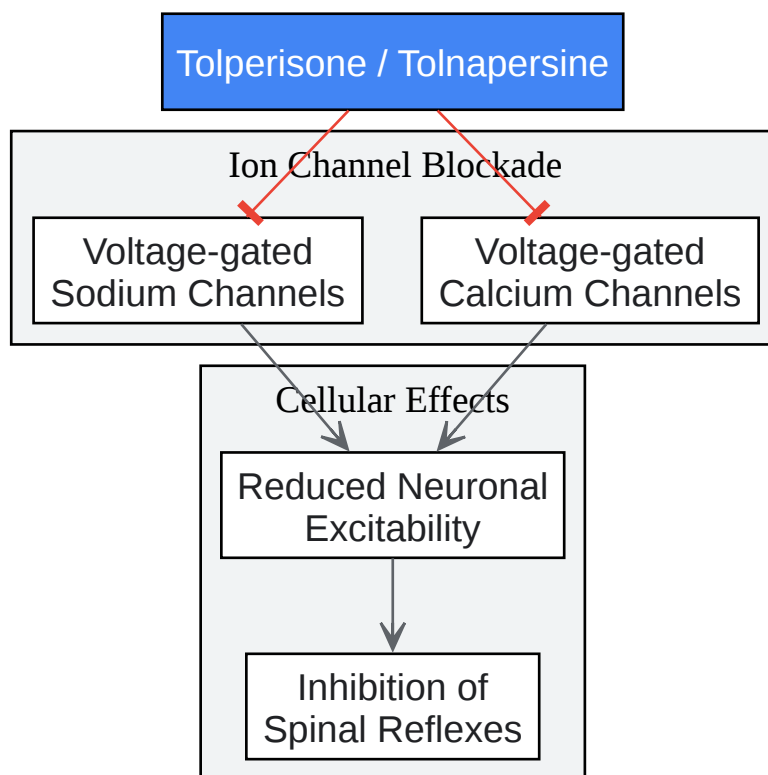 Tolperisone / Tolnapersine
Ion Channel Blockade
Voltage-gated
Sodium Channels
Voltage-gated
Calcium Channels
Cellular Effects
Reduced Neuronal
Excitability
Inhibition of
Spinal Reflexes